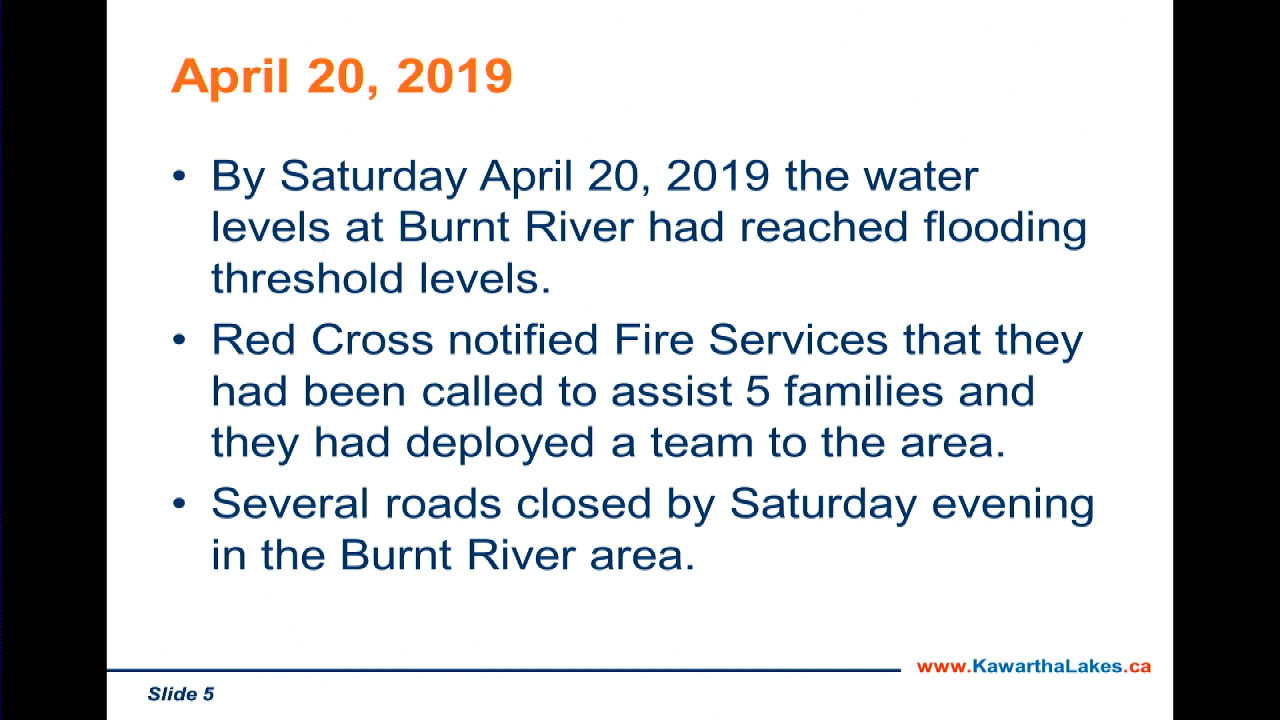 April 20, 2019
• By Saturday April 20, 2019 the water
levels at Burnt River had reached flooding
threshold levels.
• Red Cross notified Fire Services that they
had been called to assist 5 families and
they had deployed a team to the area.
• Several roads closed by Saturday evening
in the Burnt River area.
www.KawarthaLakes.ca
Slide 5